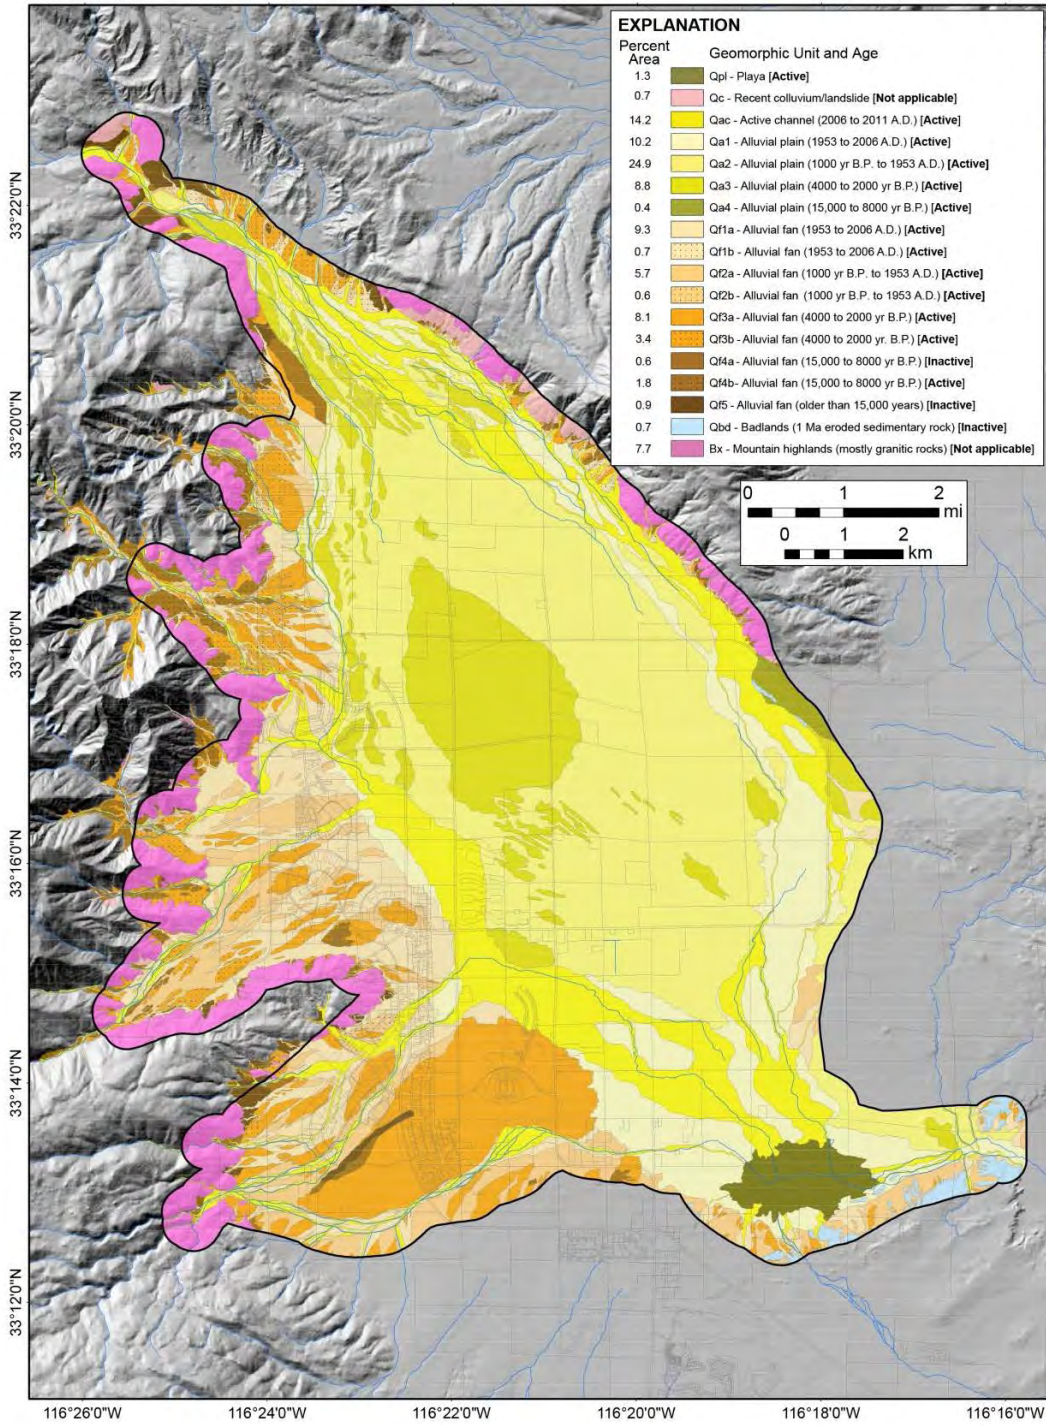 EXPLANATION
Percent Area
Geomorphic Unit and Age
1.3 Qpl - Playa [Active]
0.7 Qc - Recent colluvium/landslide [Not applicable]
14.2 Qac - Active channel (2006 to 2011 A.D.) [Active]
10.2 Qa1 - Alluvial plain (1953 to 2006 A.D.) [Active]
24.9 Qa2 - Alluvial plain (1000 yr B.P. to 1953 A.D.) [Active]
8.8 Qa3 - Alluvial plain (4000 to 2000 yr B.P.) [Active]
0.4 Qa4 - Alluvial plain (15,000 to 8000 yr B.P.) [Active]
9.3 Qf1a - Alluvial fan (1953 to 2006 A.D.) [Active]
0.7 Qf1b - Alluvial fan (1953 to 2006 A.D.) [Active]
5.7 Qf2a - Alluvial fan (1000 yr B.P. to 1953 A.D.) [Active]
0.6 Qf2b - Alluvial fan (1000 yr B.P. to 1953 A.D.) [Active]
8.1 Qf3a - Alluvial fan (4000 to 2000 yr B.P.) [Active]
3.4 Qf3b - Alluvial fan (4000 to 2000 yr. B.P.) [Active]
0.6 Qf4a - Alluvial fan (15,000 to 8000 yr B.P.) [Inactive]
1.8 Qf4b - Alluvial fan (15,000 to 8000 yr B.P.) [Active]
0.9 Qf5 - Alluvial fan (older than 15,000 years) [Inactive]
0.7 Qbd - Badlands (1 Ma eroded sedimentary rock) [Inactive]
7.7 Bx - Mountain highlands (mostly granitic rocks) [Not applicable]
0 1 2
mi
0 1 2
km
33°22'0"N
33°20'0"N
33°18'0"N
33°16'0"N
33°14'0"N
33°12'0"N
116°26'0"W 116°24'0"W 116°22'0"W 116°20'0"W 116°18'0"W 116°16'0"W